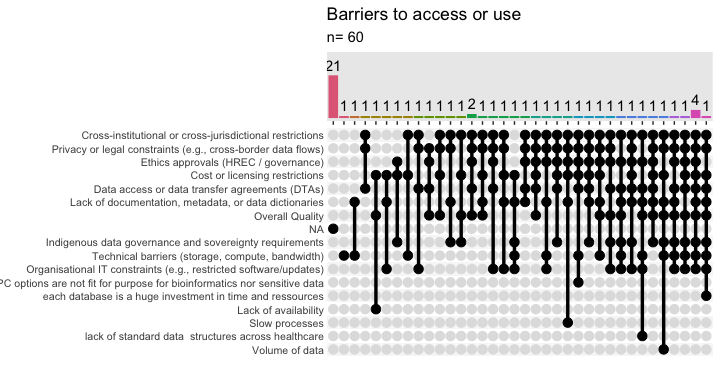 Barriers to access or use
n= 60
21 1 1 1 1 1 1 1 1 1 1 1 1 2 1 1 1 1 1 1 1 1 1 1 1 1 1 1 1 1 1 1 1 1 4 1
Cross-institutional or cross-jurisdictional restrictions
Privacy or legal constraints (e.g., cross-border data flows)
Ethics approvals (HREC / governance)
Cost or licensing restrictions
Data access or data transfer agreements (DTAs)
Lack of documentation, metadata, or data dictionaries
Overall Quality
NA
Indigenous data governance and sovereignty requirements
Technical barriers (storage, compute, bandwidth)
Organisational IT constraints (e.g., restricted software/updates)
PC options are not fit for purpose for bioinformatics nor sensitive data
each database is a huge investment in time and ressources
Lack of availability
Slow processes
lack of standard data structures across healthcare
Volume of data